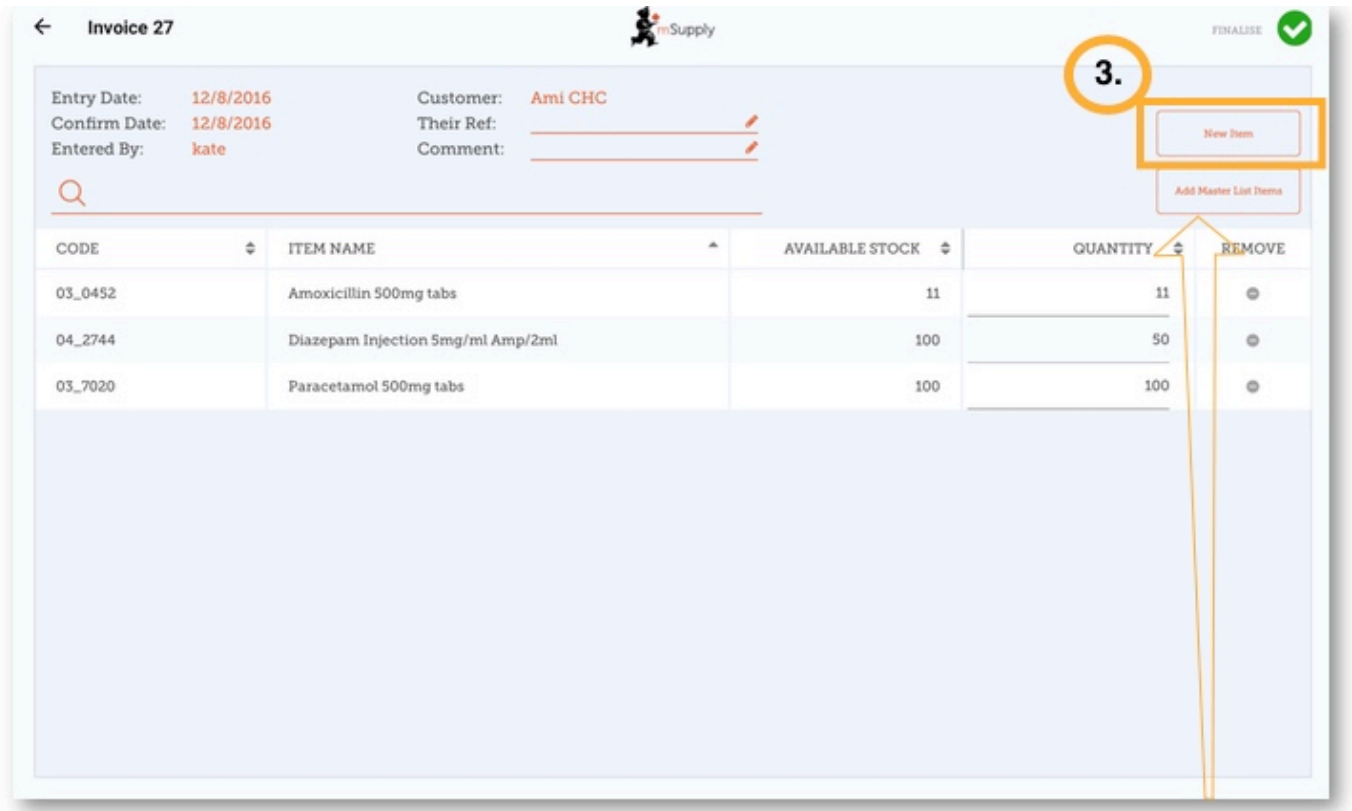 Invoice 27
mSupply
FINALISE
3.
Entry Date: 12/8/2016
Customer: Ami CHC
Confirm Date: 12/8/2016
Their Ref:
Entered By: kate
Comment:
New Item
Add Master List Items
CODE ITEM NAME AVAILABLE STOCK QUANTITY REMOVE
03_0452 Amoxicillin 500mg tabs 11 11
04_2744 Diazepam Injection 5mg/ml Amp/2ml 100 50
03_7020 Paracetamol 500mg tabs 100 100